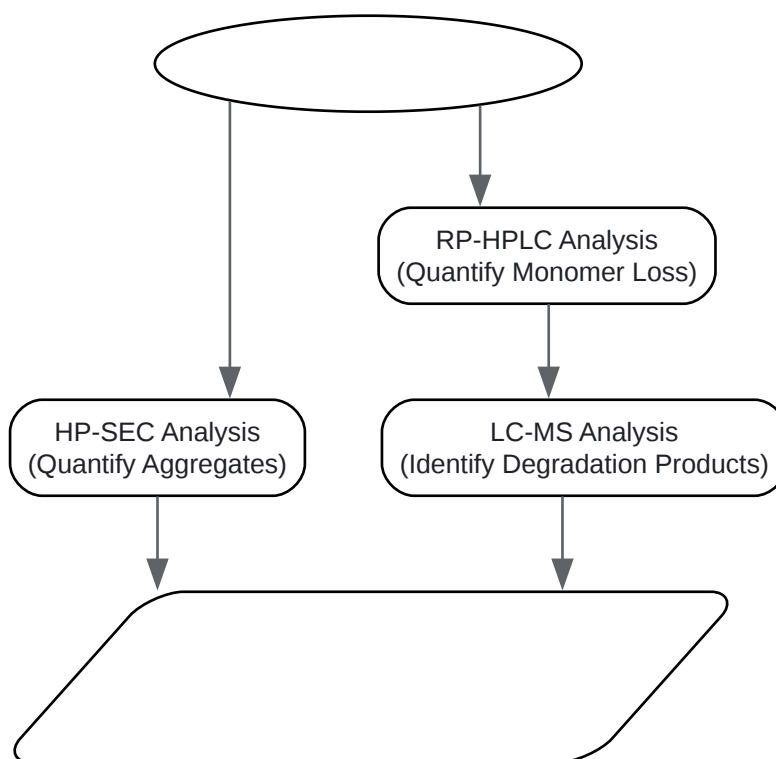 RP-HPLC Analysis
(Quantify Monomer Loss)
HP-SEC Analysis
(Quantify Aggregates)
LC-MS Analysis
(Identify Degradation Products)